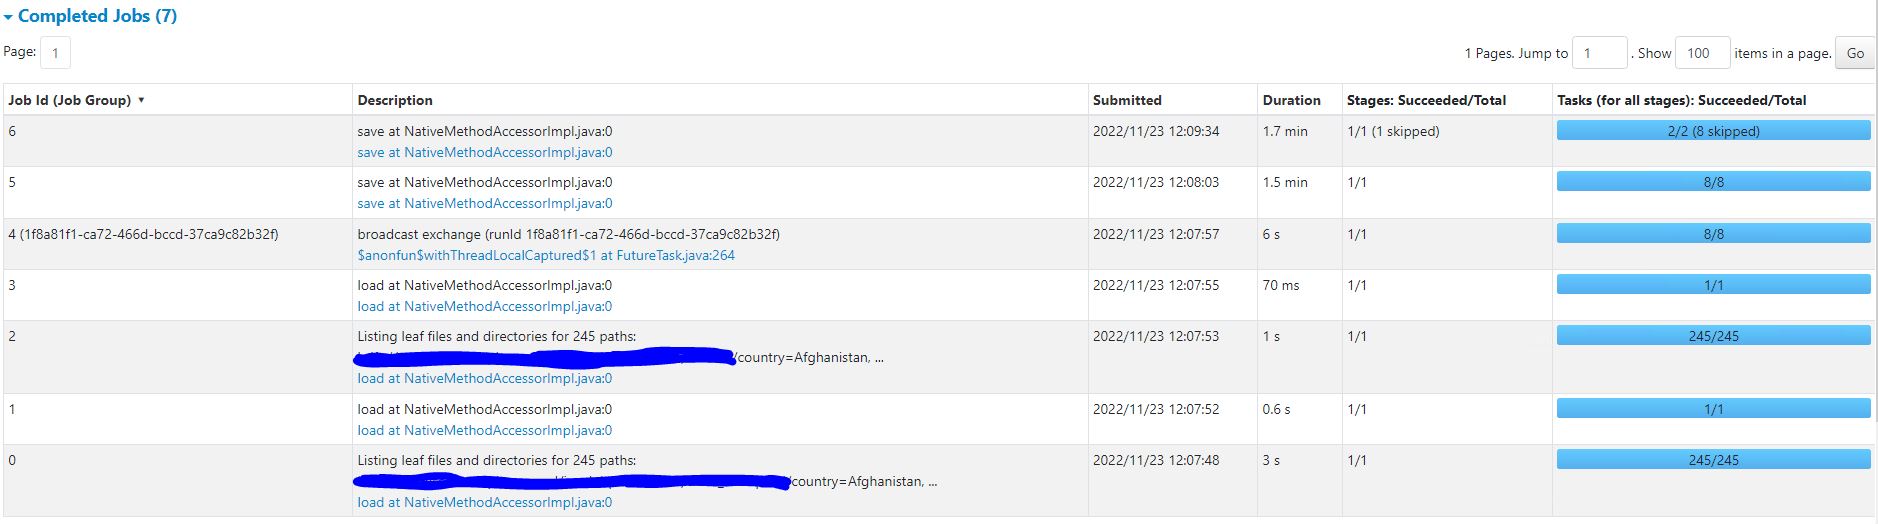 Completed Jobs (7)
Page: 1
1 Pages. Jump to 1 . Show 100 items in a page. Go
Job Id (Job Group) ▾ Description Submitted Duration Stages: Succeeded/Total Tasks (for all stages): Succeeded/Total
6 save at NativeMethodAccessorImpl.java:0 2022/11/23 12:09:34 1.7 min 1/1 (1 skipped) 2/2 (8 skipped)
save at NativeMethodAccessorImpl.java:0
5 save at NativeMethodAccessorImpl.java:0 2022/11/23 12:08:03 1.5 min 1/1 8/8
save at NativeMethodAccessorImpl.java:0
4 (1f8a81f1-ca72-466d-bccd-37ca9c82b32f) broadcast exchange (runId 1f8a81f1-ca72-466d-bccd-37ca9c82b32f) 2022/11/23 12:07:57 6 s 1/1 8/8
$anonfun$withThreadLocalCaptured$1 at FutureTask.java:264
3 load at NativeMethodAccessorImpl.java:0 2022/11/23 12:07:55 70 ms 1/1 1/1
load at NativeMethodAccessorImpl.java:0
2 Listing leaf files and directories for 245 paths: 2022/11/23 12:07:53 1 s 1/1 245/245
/country=Afghanistan, ...
load at NativeMethodAccessorImpl.java:0
1 load at NativeMethodAccessorImpl.java:0 2022/11/23 12:07:52 0.6 s 1/1 1/1
load at NativeMethodAccessorImpl.java:0
0 Listing leaf files and directories for 245 paths: 2022/11/23 12:07:48 3 s 1/1 245/245
/country=Afghanistan, ...
load at NativeMethodAccessorImpl.java:0